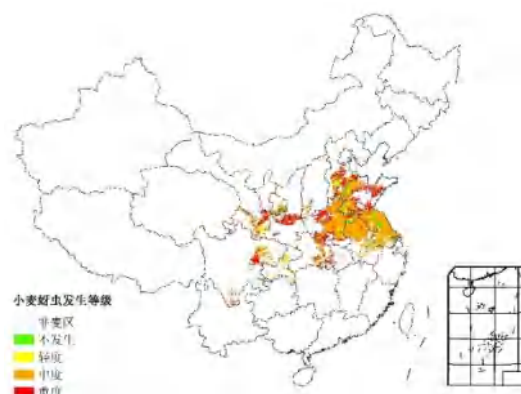 小麦蚜虫发生等级
非麦区
不发生
轻度
中度
重度